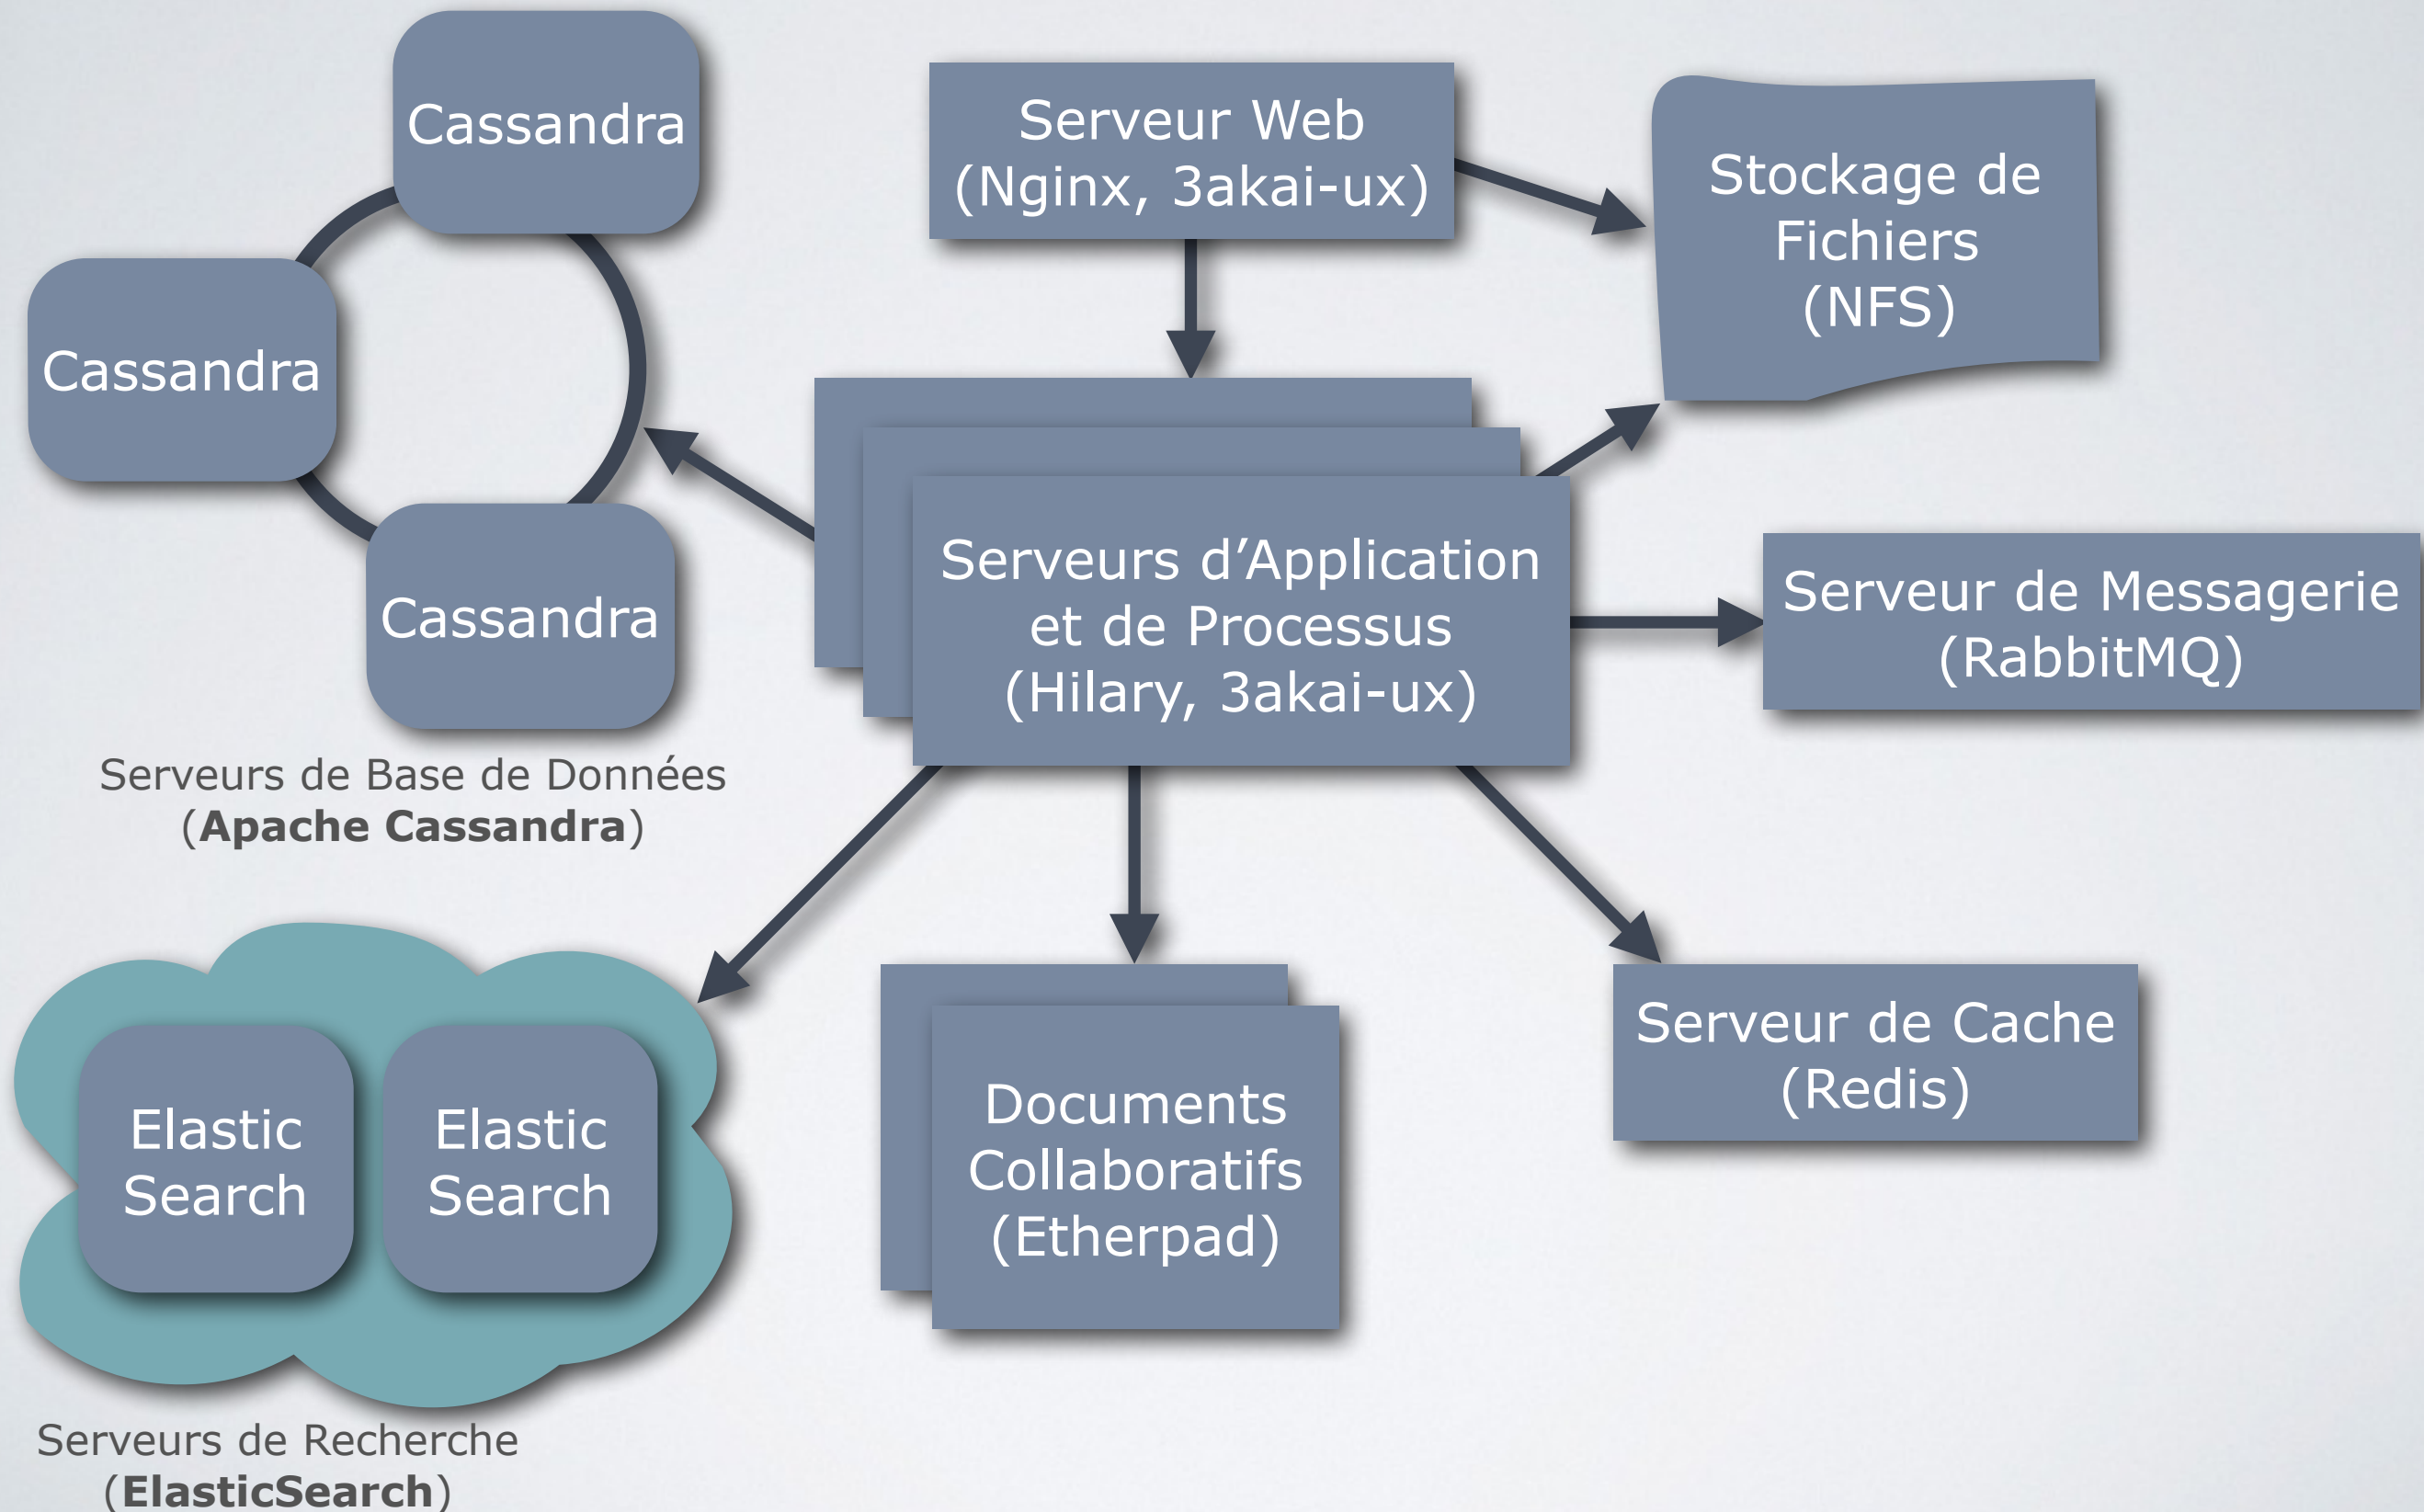 Cassandra
Cassandra
Cassandra
Serveurs de Base de Données
(Apache Cassandra)
Serveur Web
(Nginx, 3akai-ux)
Stockage de
Fichiers
(NFS)
Serveurs d’Application
et de Processus
(Hilary, 3akai-ux)
Serveur de Messagerie
(RabbitMQ)
Elastic
Search
Elastic
Search
Serveurs de Recherche
(ElasticSearch)
Documents
Collaboratifs
(Etherpad)
Serveur de Cache
(Redis)